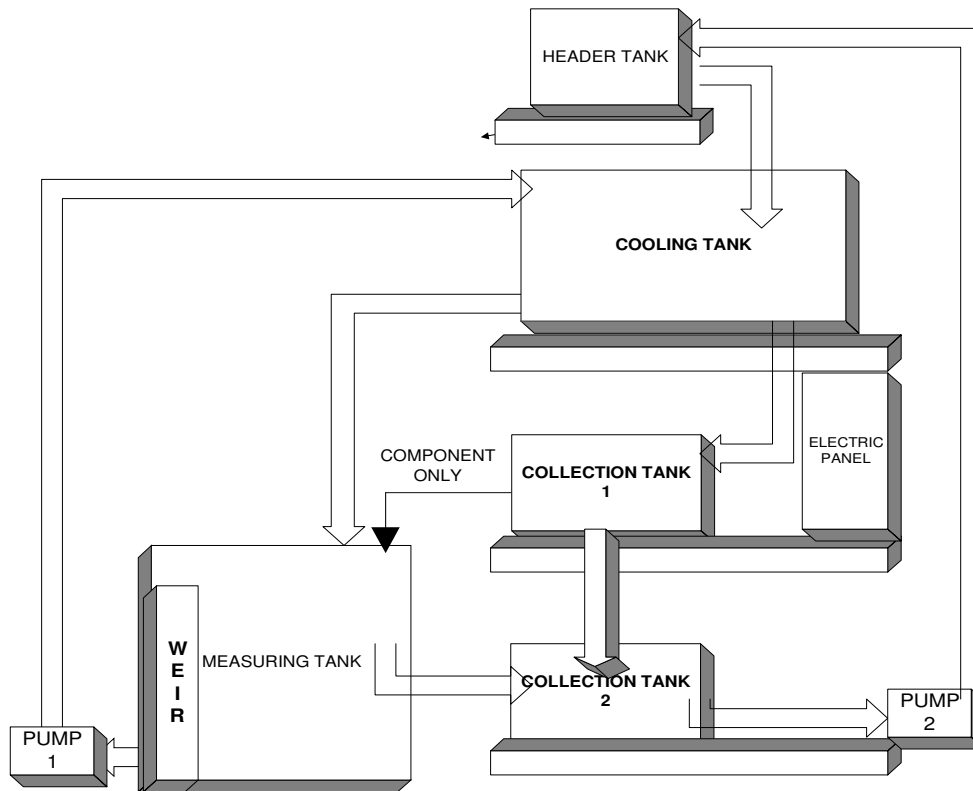 HEADER TANK
COOLING TANK
COMPONENT
ONLY
COLLECTION TANK
1
ELECTRIC
PANEL
W
E
I
R
MEASURING TANK
COLLECTION TANK
2
PUMP
1
PUMP
2